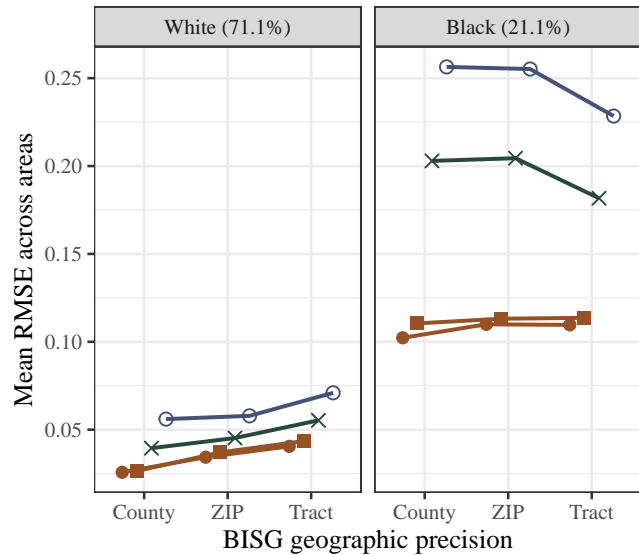 White (71.1%)
Black (21.1%)
Mean RMSE across areas
0.25
0.20
0.15
0.10
0.05
County
ZIP
Tract
County
ZIP
Tract
BISG geographic precision